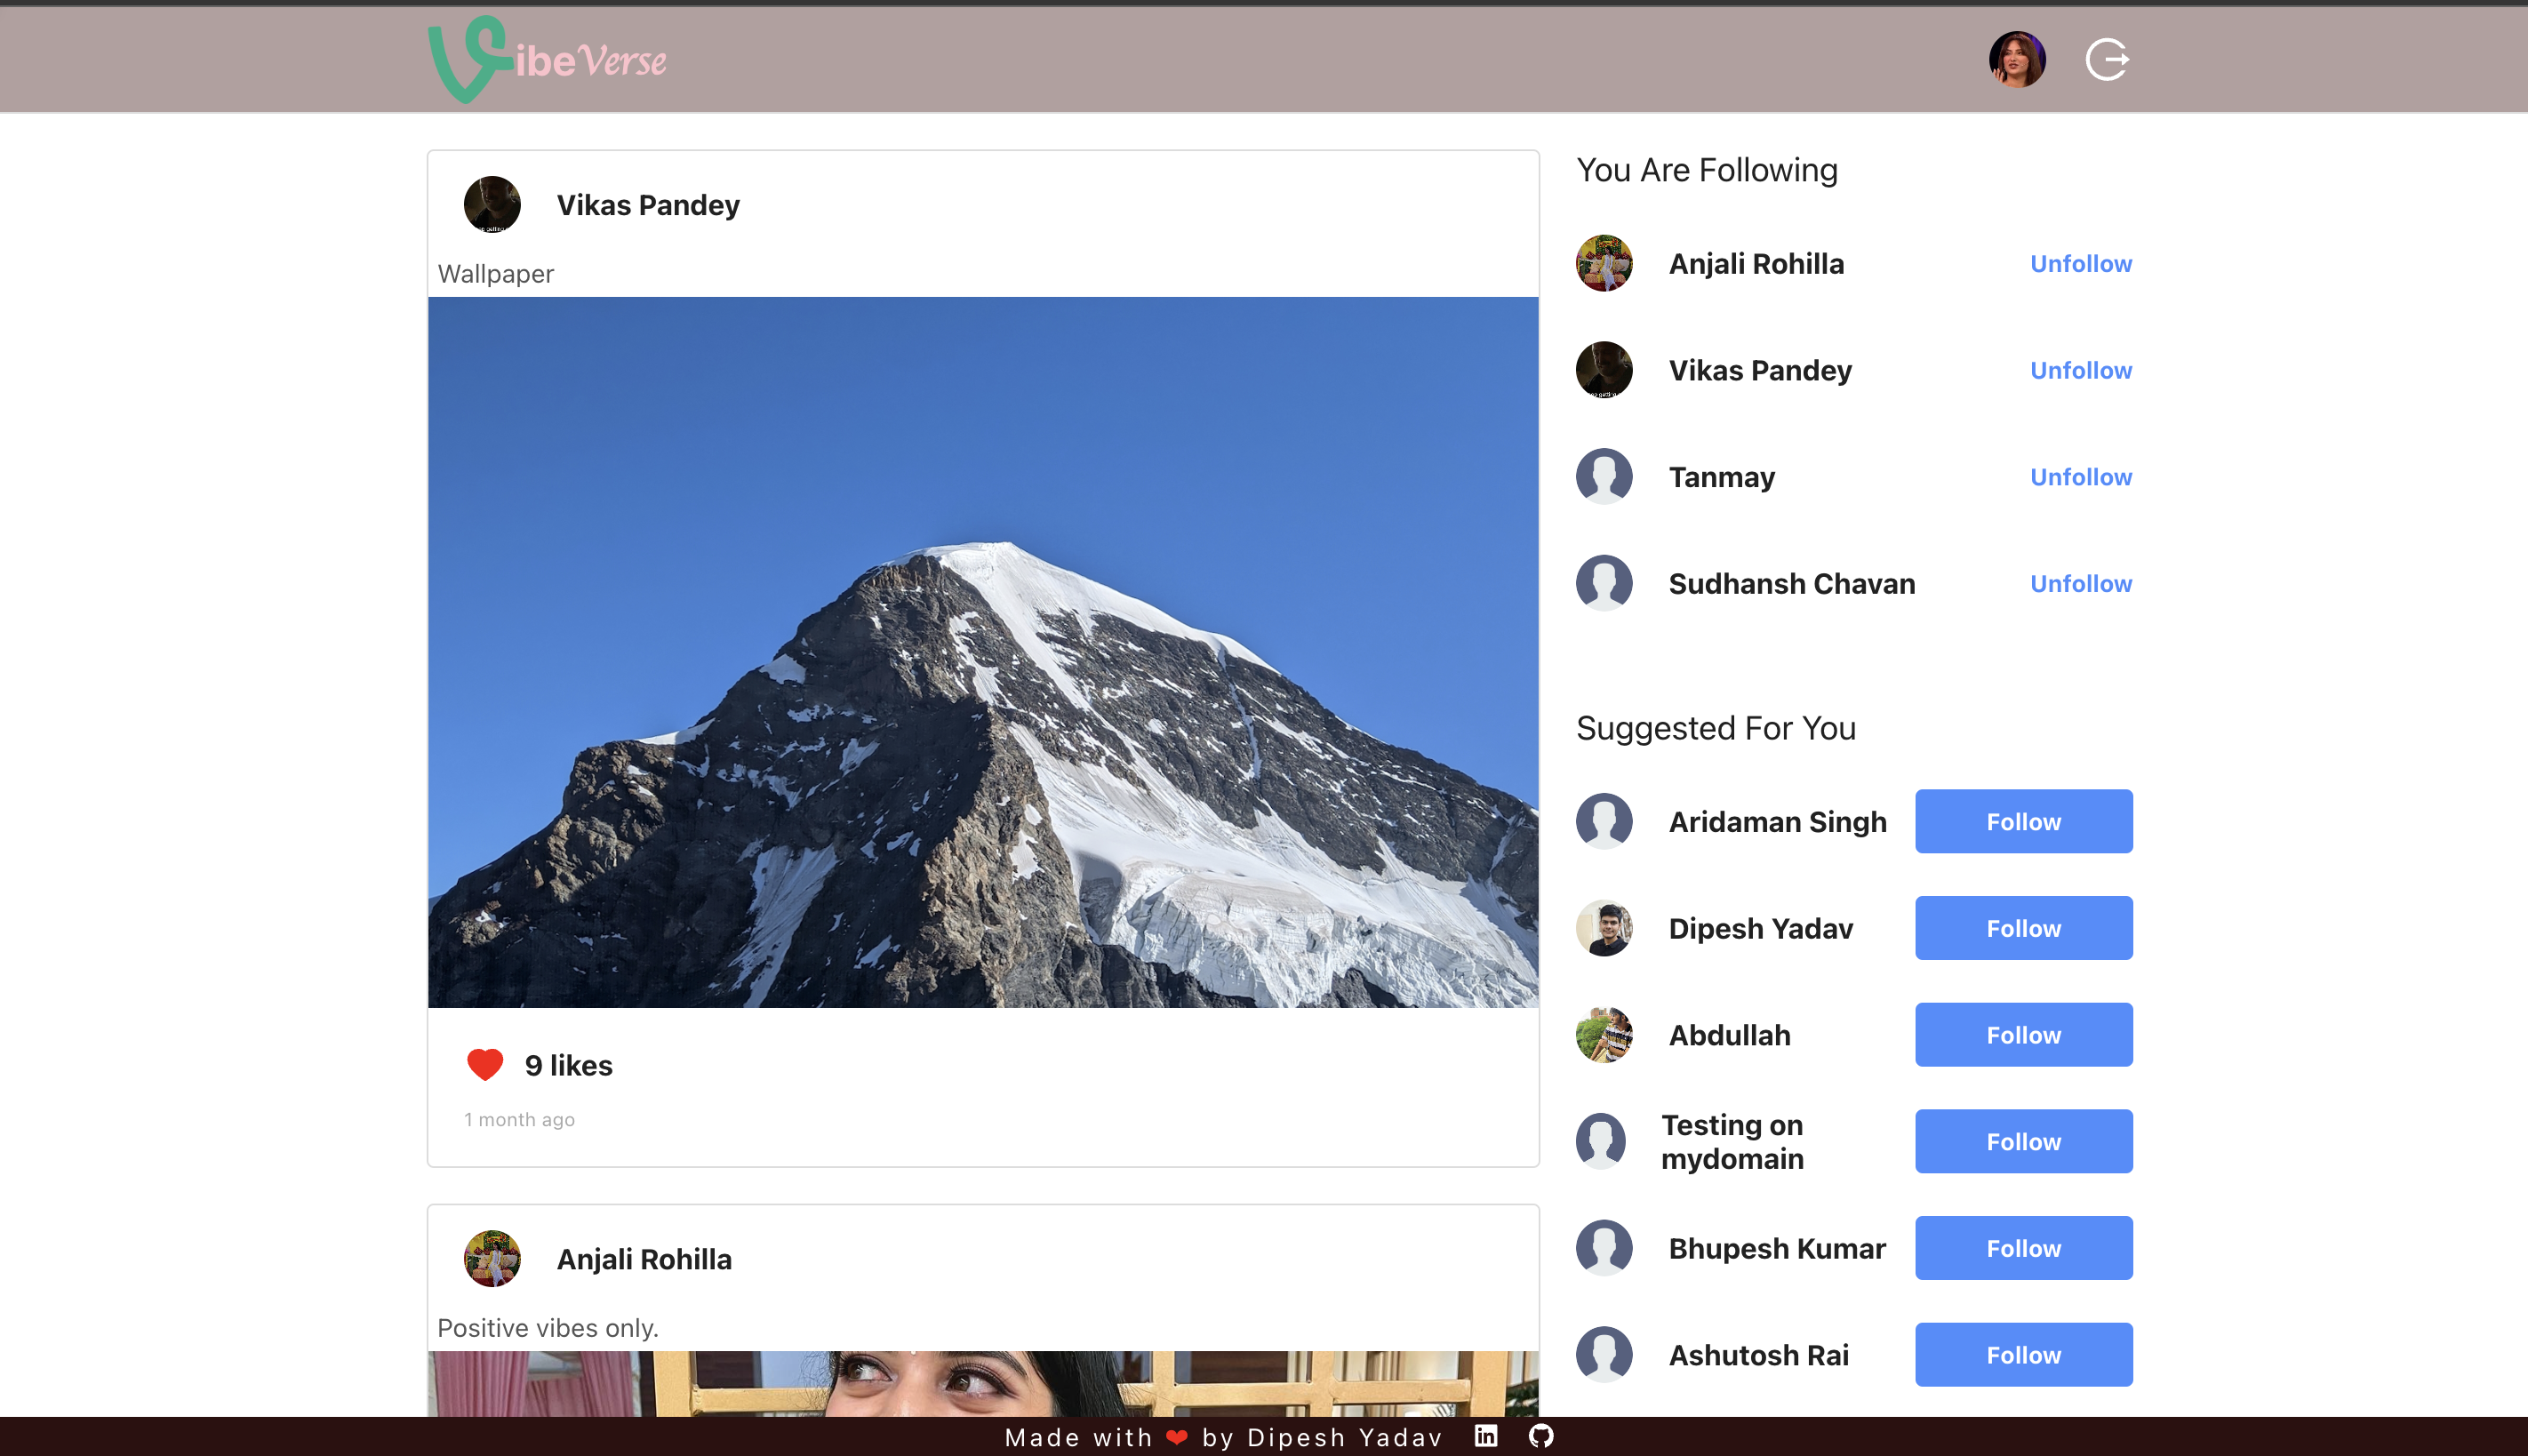 VibeVerse
Vikas Pandey
Wallpaper
9 likes
1 month ago
Anjali Rohilla
Positive vibes only.
You Are Following
Anjali Rohilla Unfollow
Vikas Pandey Unfollow
Tanmay Unfollow
Sudhansh Chavan Unfollow
Suggested For You
Aridaman Singh Follow
Dipesh Yadav Follow
Abdullah Follow
Testing on
mydomain Follow
Bhupesh Kumar Follow
Ashutosh Rai Follow
Made with ❤ by Dipesh Yadav in